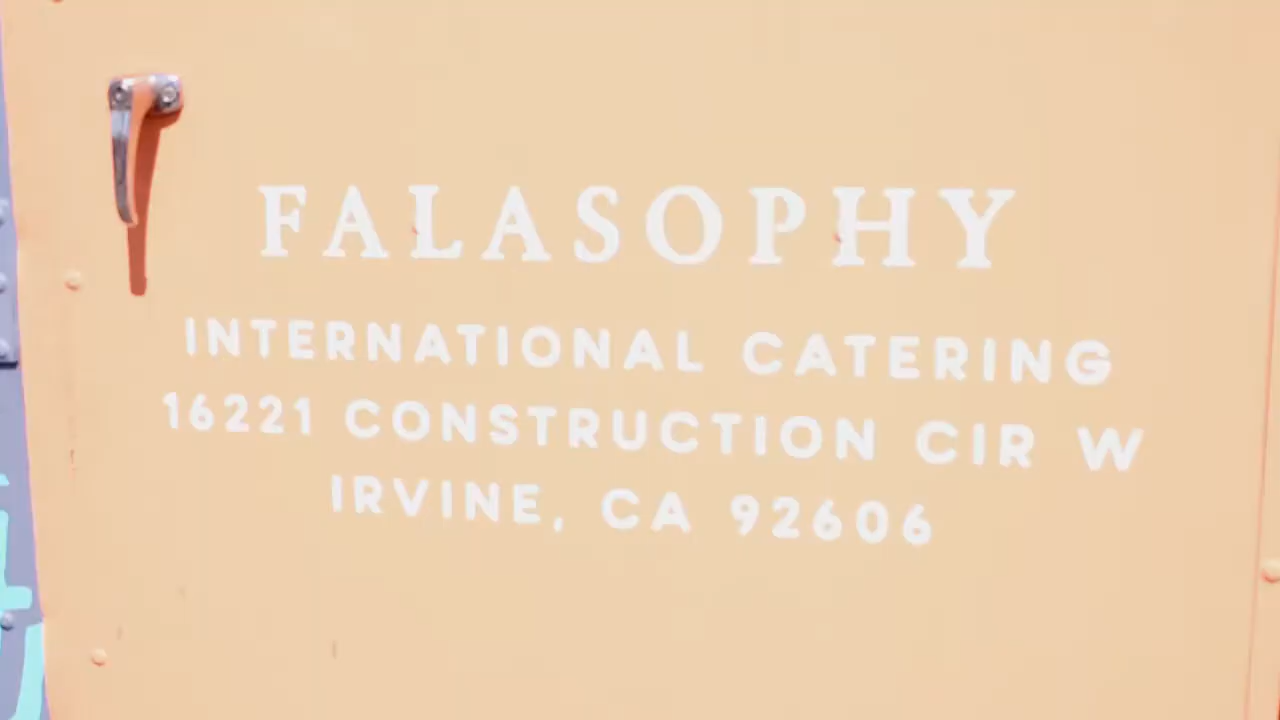 FALASOPHY
INTERNATIONAL CATERING
16221 CONSTRUCTION CIR W
IRVINE, CA 92606